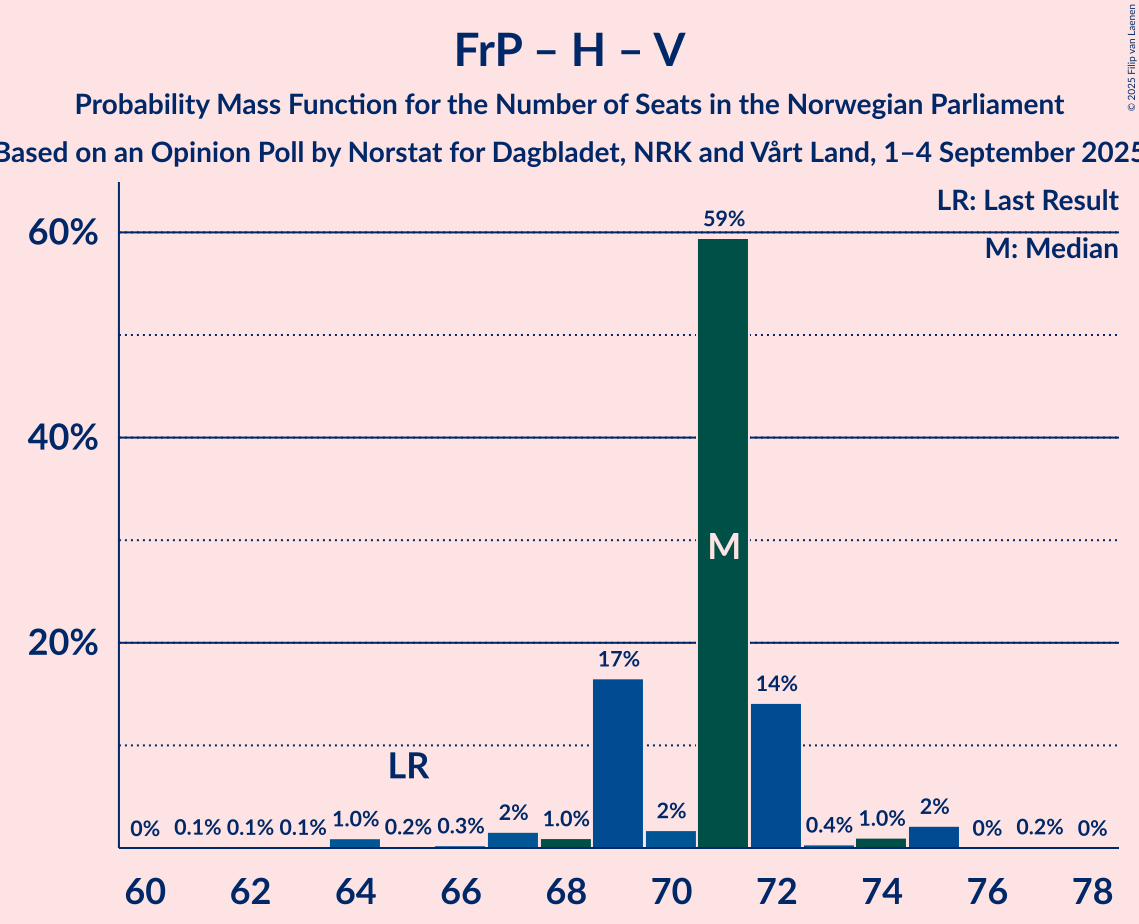 FrP – H – V
Probability Mass Function for the Number of Seats in the Norwegian Parliament
Based on an Opinion Poll by Norstat for Dagbladet, NRK and Vårt Land, 1–4 September 2025
© 2025 Filip van Laenen
LR: Last Result
M: Median
60%
40%
20%
59%
M
17%
14%
LR
0% 0.1% 0.1% 0.1% 1.0% 0.2% 0.3% 2% 1.0% 2% 0.4% 1.0% 2% 0% 0.2% 0%
60 62 64 66 68 70 72 74 76 78